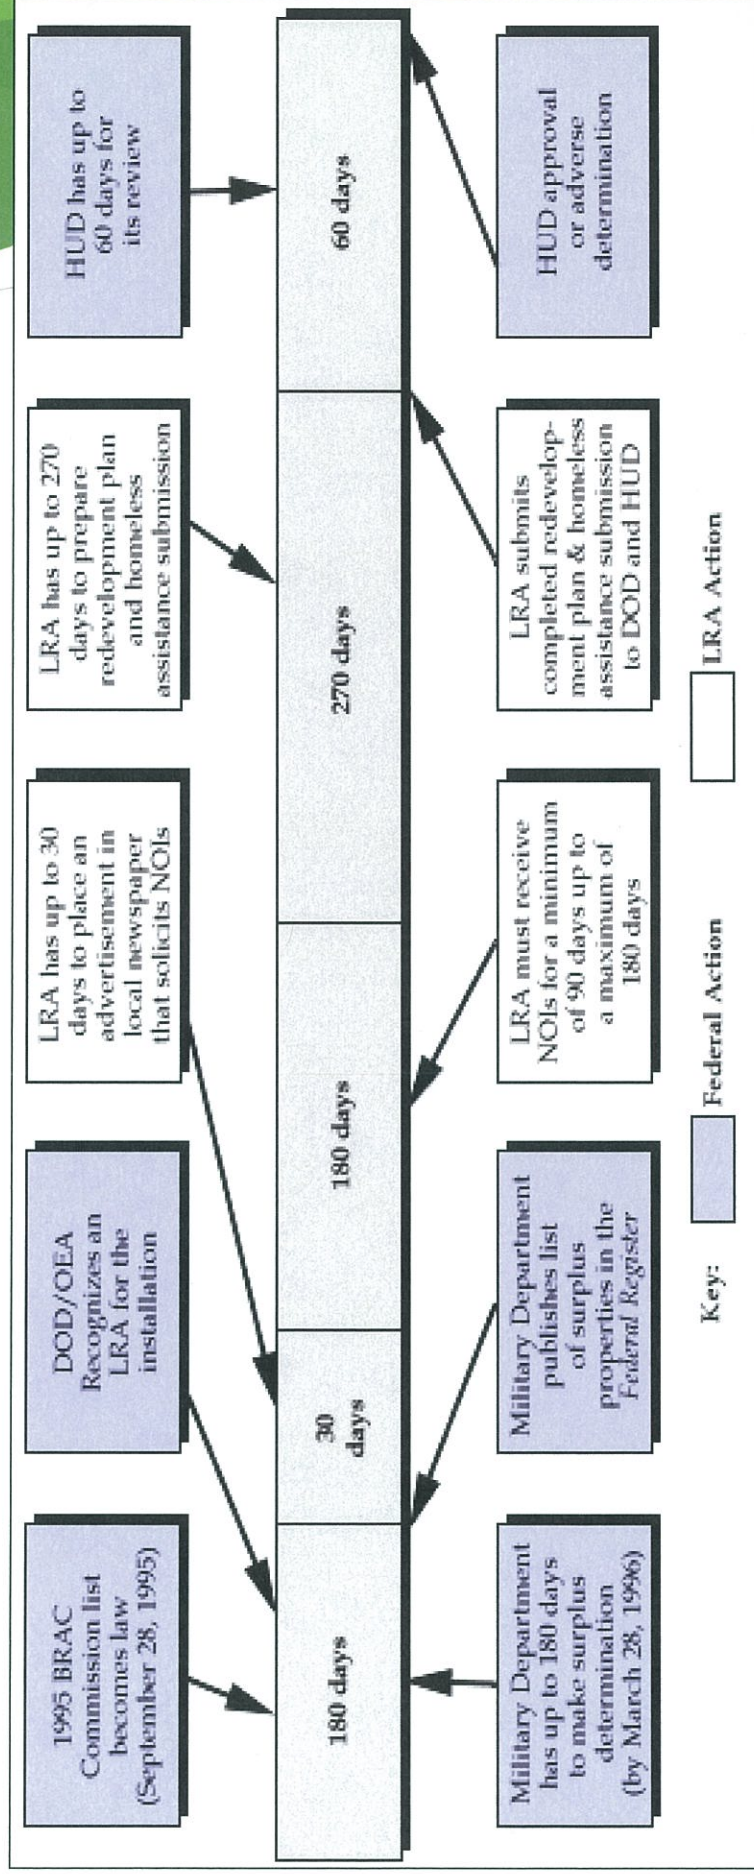 1995 BRAC
Commission list
becomes law
(September 28, 1995)
DOD/OEA
Recognizes an
LRA for the
installation
LRA has up to 30
days to place an
advertisement in
local newspaper
that solicits NOIs
LRA has up to 270
days to prepare
redevelopment plan
and homeless
assistance submission
HUD has up to
60 days for
its review
180 days
30
days
180 days
270 days
60 days
Military Department
has up to 180 days
to make surplus
determination
(by March 28, 1996)
Military Department
publishes list
of surplus
properties in the
Federal Register
LRA must receive
NOIs for a minimum
of 90 days up to
a maximum of
180 days
LRA submits
completed redevelop-
ment plan & homeless
assistance submission
to DOD and HUD
HUD approval
or adverse
determination
Key:
Federal Action
LRA Action